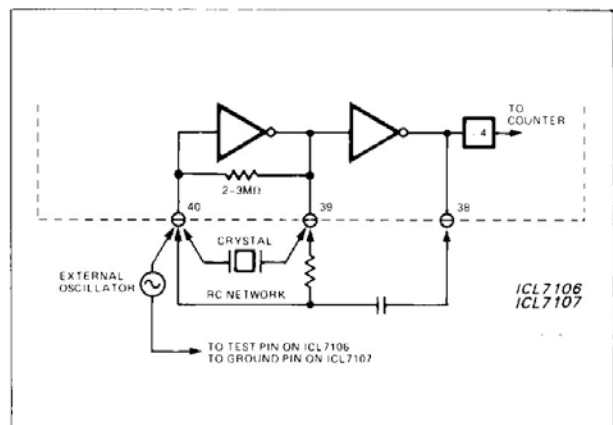 TO
COUNTER
÷4
2-3MΩ
40
39
38
CRYSTAL
EXTERNAL
OSCILLATOR
RC NETWORK
ICL7106
ICL7107
TO TEST PIN ON ICL7106
TO GROUND PIN ON ICL7107